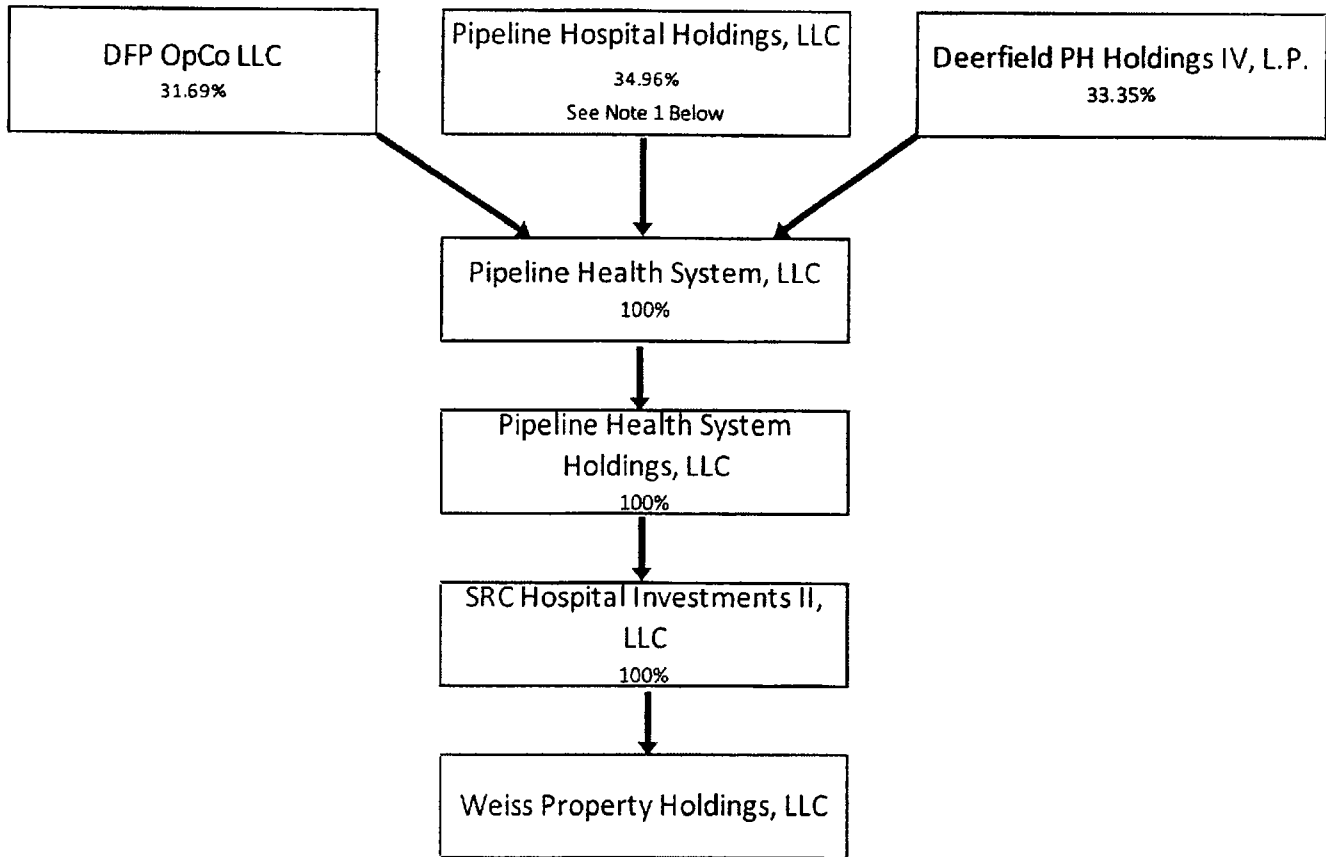 DFP OpCo LLC
31.69%
Pipeline Hospital Holdings, LLC
34.96%
See Note 1 Below
Deerfield PH Holdings IV, L.P.
33.35%
Pipeline Health System, LLC
100%
Pipeline Health System
Holdings, LLC
100%
SRC Hospital Investments II,
LLC
100%
Weiss Property Holdings, LLC